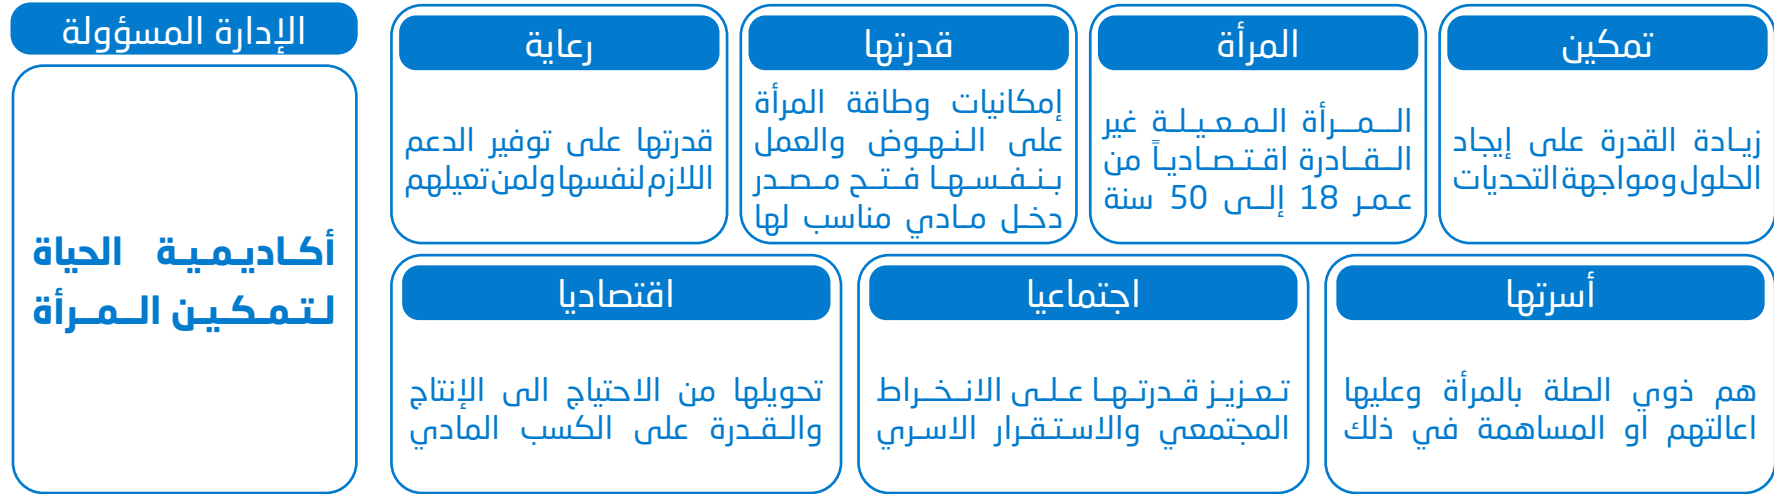 تمكين
زيادة القدرة على إيجاد
الحلول ومواجهة التحديات
المرأة
المرأة المعيلة غير
القادرة اقتصادياً من
عمر 18 إلى 50 سنة
قدرتها
إمكانيات وطاقة المرأة
على النهوض والعمل
بنفسها فتح مصدر
دخل مادي مناسب لها
رعاية
قدرتها على توفير الدعم
اللازم لنفسها ولمن تعيلهم
أسرتها
هم ذوي الصلة بالمرأة وعليها
اعالتهم او المساهمة في ذلك
اجتماعيا
تعزيز قدرتها على الانخراط
المجتمعي والاستقرار الاسري
اقتصاديا
تحويلها من الاحتياج الى الإنتاج
والقدرة على الكسب المادي
الإدارة المسؤولة
أكاديمية الحياة
لتمكين المرأة